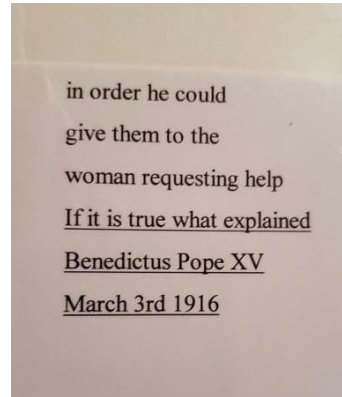 in order he could
give them to the
woman requesting help
If it is true what explained
Benedictus Pope XV
March 3rd 1916